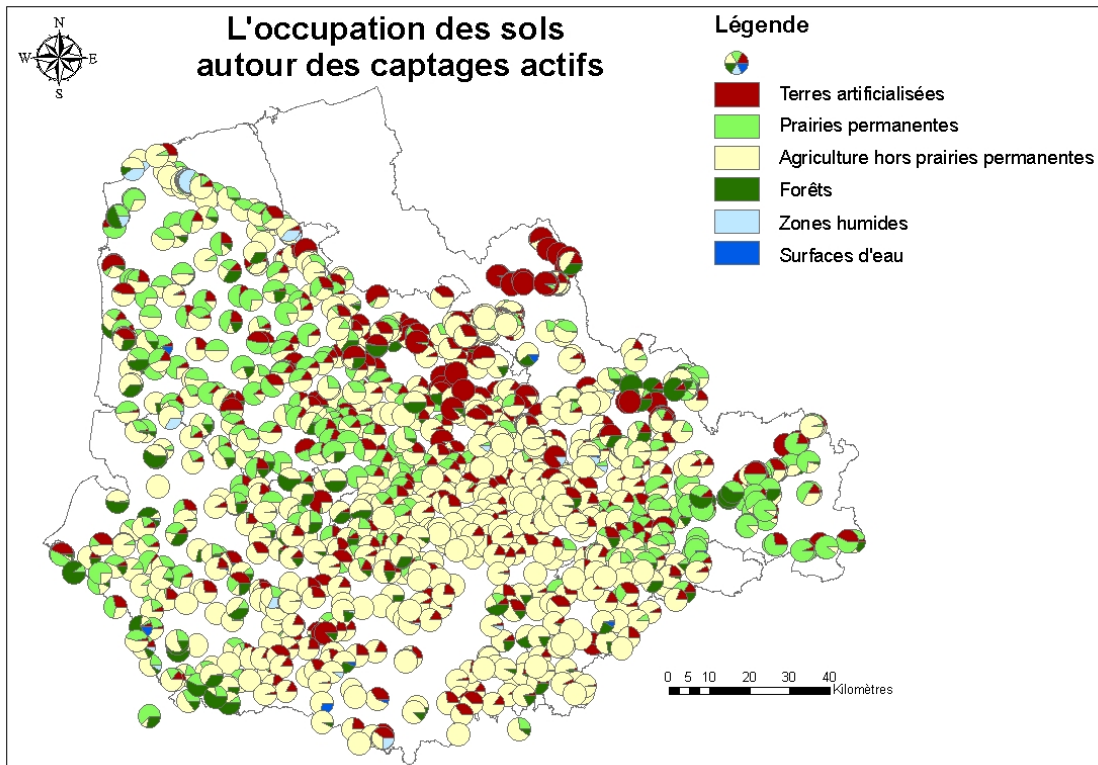 L'occupation des sols
autour des captages actifs
N
W E
S
Légende
Terres artificialisées
Prairies permanentes
Agriculture hors prairies permanentes
Forêts
Zones humides
Surfaces d'eau
0 5 10 20 30 40
Kilomètres